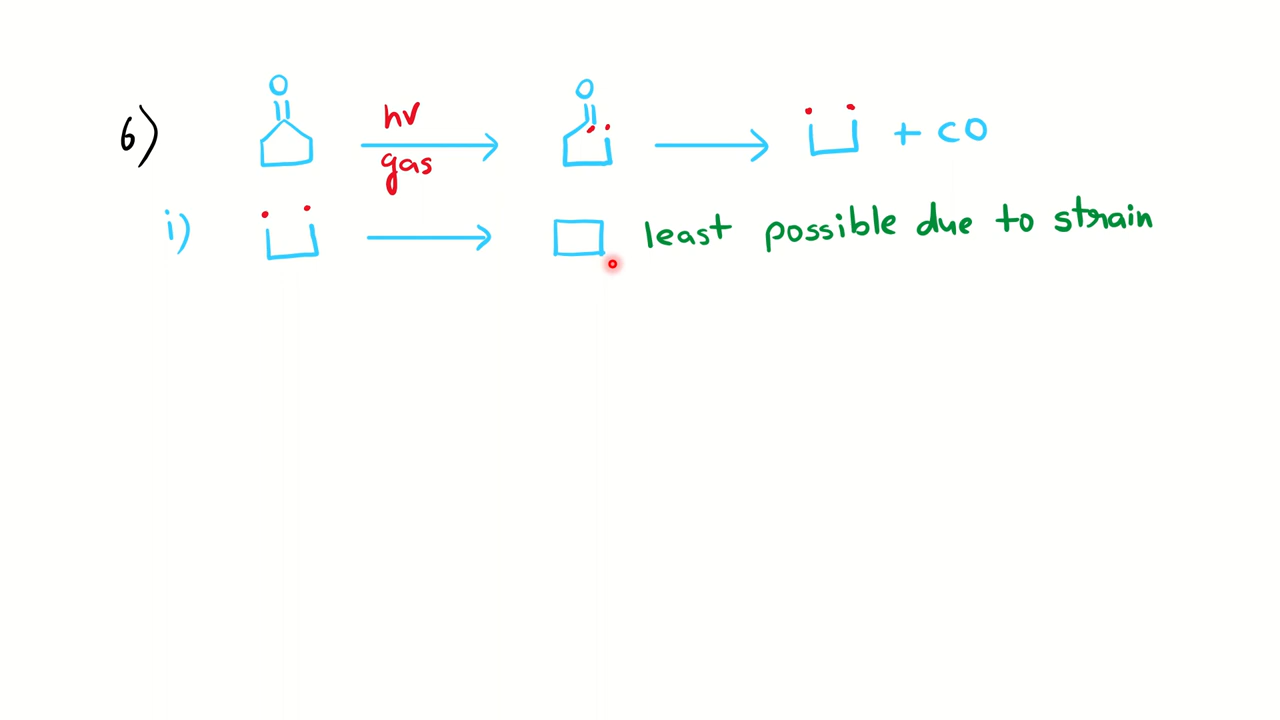 O O
6) hν + CO
gas
i) least possible due to strain